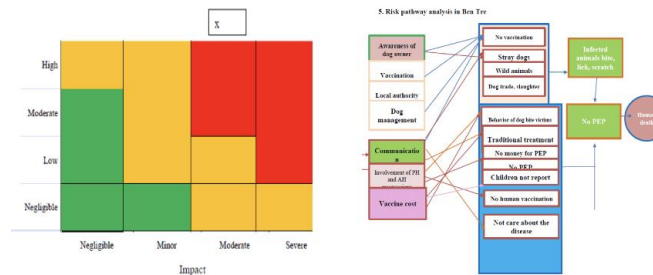 X
High
Moderate
Low
Negligible
Negligible
Minor
Moderate
Severe
Impact
5. Risk pathway analysis in Ben Tre
Awareness of
dog owner
Vaccination
Local authority
Dog
management
Communicatio
n
Involvement of PH and AH
Vaccine cost
No vaccination
Stray dogs
Wild animals
Dog trade, slaughter
Behavior of dog bite victims
Traditional treatment
No money for PEP
No PEP
Children not report
No human vaccination
Not care about the
disease
Infected
animals bite,
lick, scratch
No PEP
Huma
death